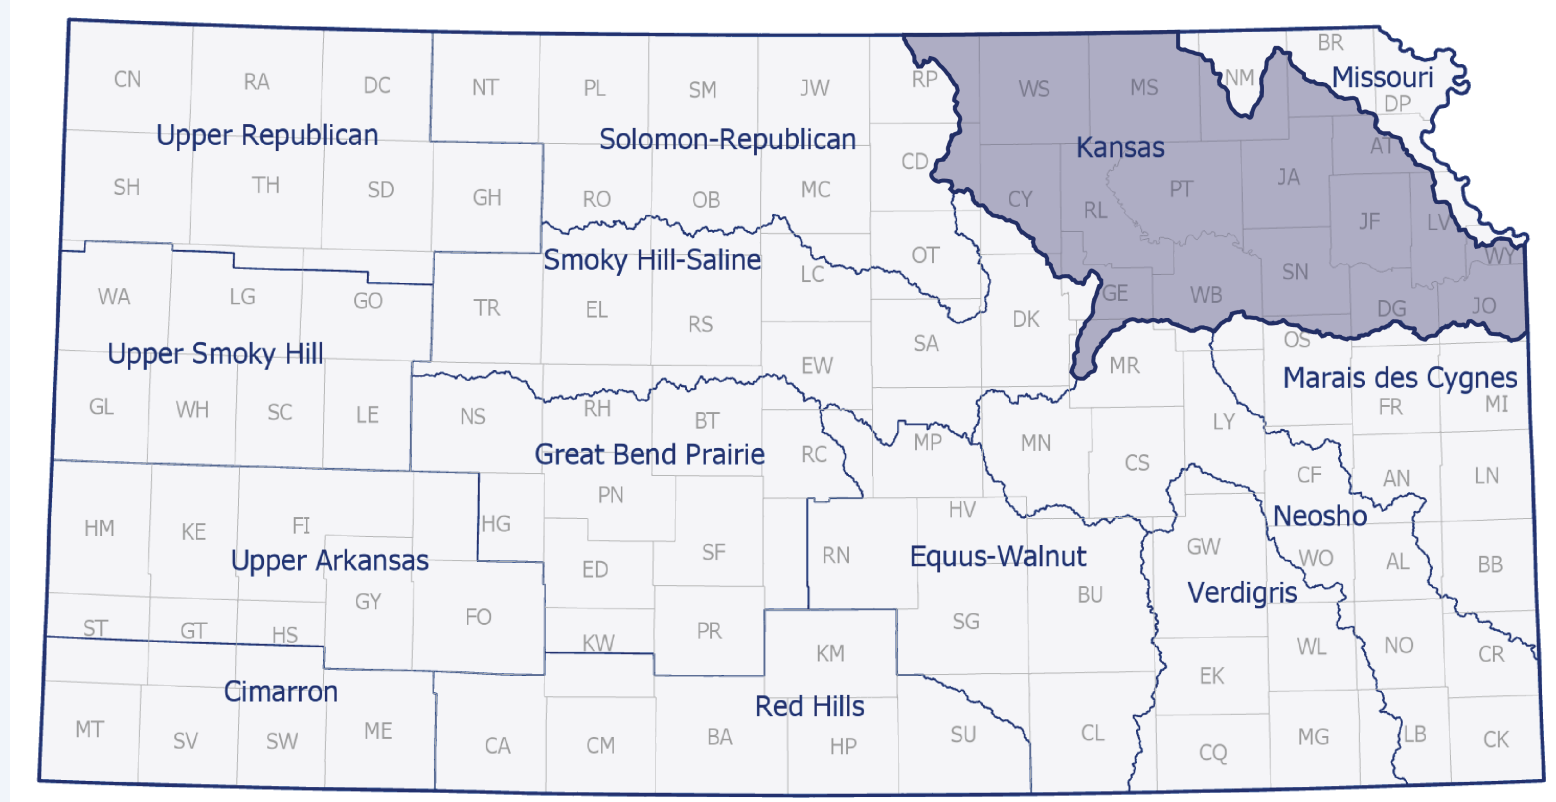 BR
CN RA DC NT PL SM JW RP WS MS NM Missouri
DP
Upper Republican Solomon-Republican Kansas AT
SH TH SD GH RO OB MC CD CY RL PT JA JF LV
Smoky Hill-Saline LC OT SN WY
WA LG GO TR EL RS DK GE WB DG JO
Upper Smoky Hill EW SA MR OS
Marais des Cygnes
GL WH SC LE NS RH BT MP MN LY FR MI
Great Bend Prairie RC CS CF AN LN
HM KE FI HG PN HV Neosho
Upper Arkansas ED SF RN Equus-Walnut GW WO AL BB
GY BU Verdigris
ST GT HS FO KW PR SG WL NO CR
KM EK
Cimarron Red Hills
MT SV SW ME CA CM BA HP SU CL CQ MG LB CK